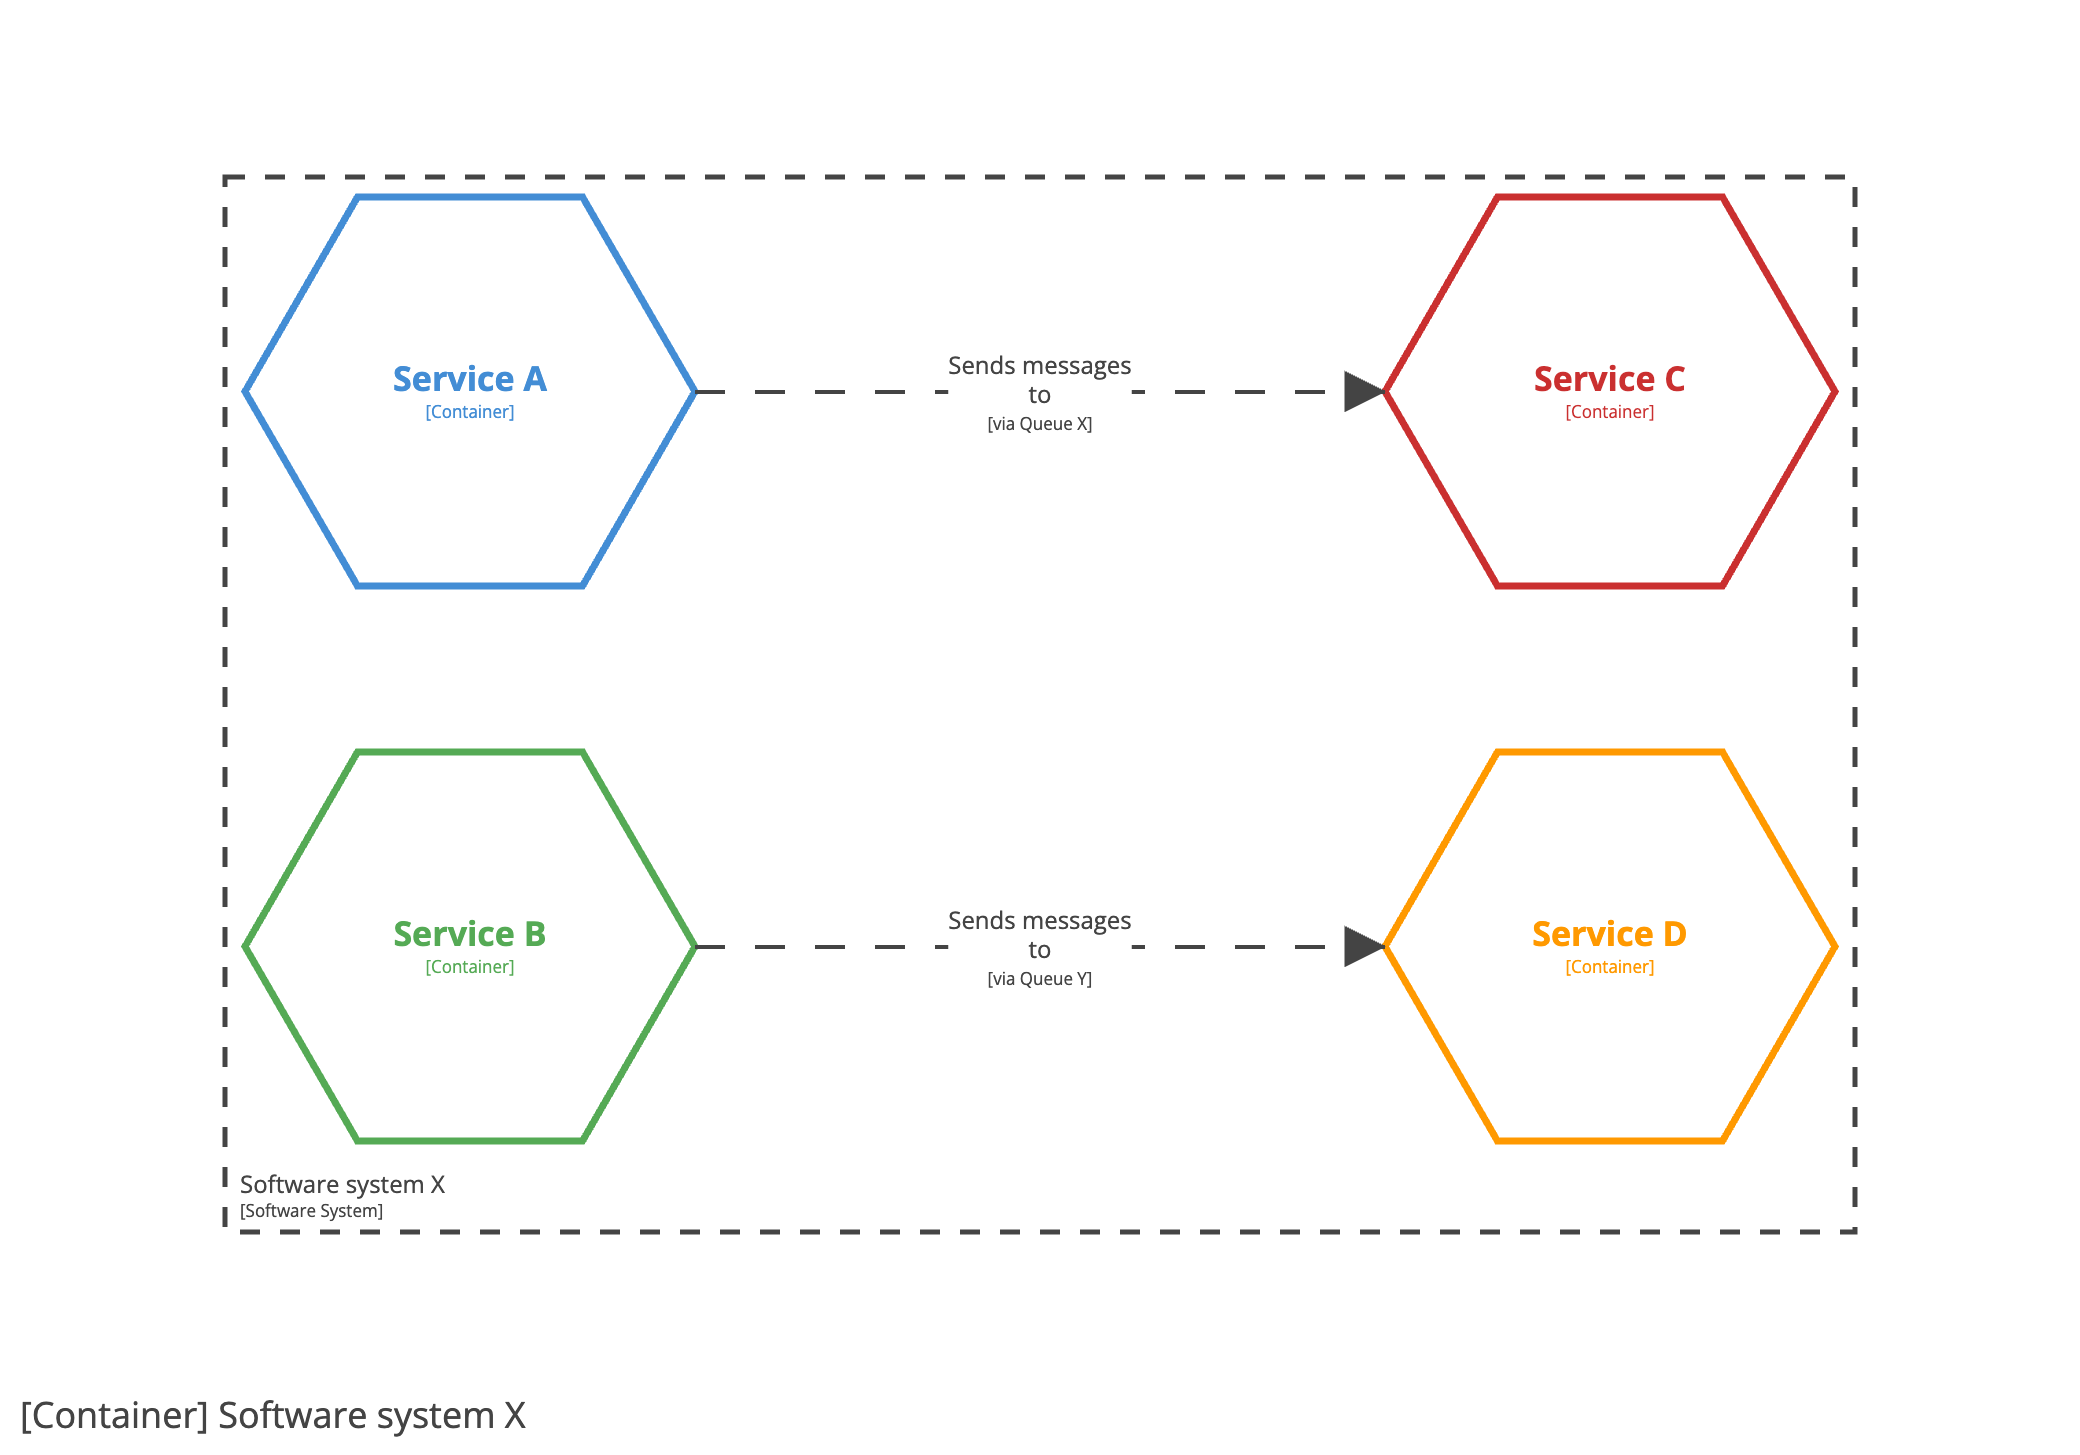 Service A
[Container]
Sends messages
to
[via Queue X]
Service C
[Container]
Service B
[Container]
Sends messages
to
[via Queue Y]
Service D
[Container]
Software system X
[Software System]
[Container] Software system X